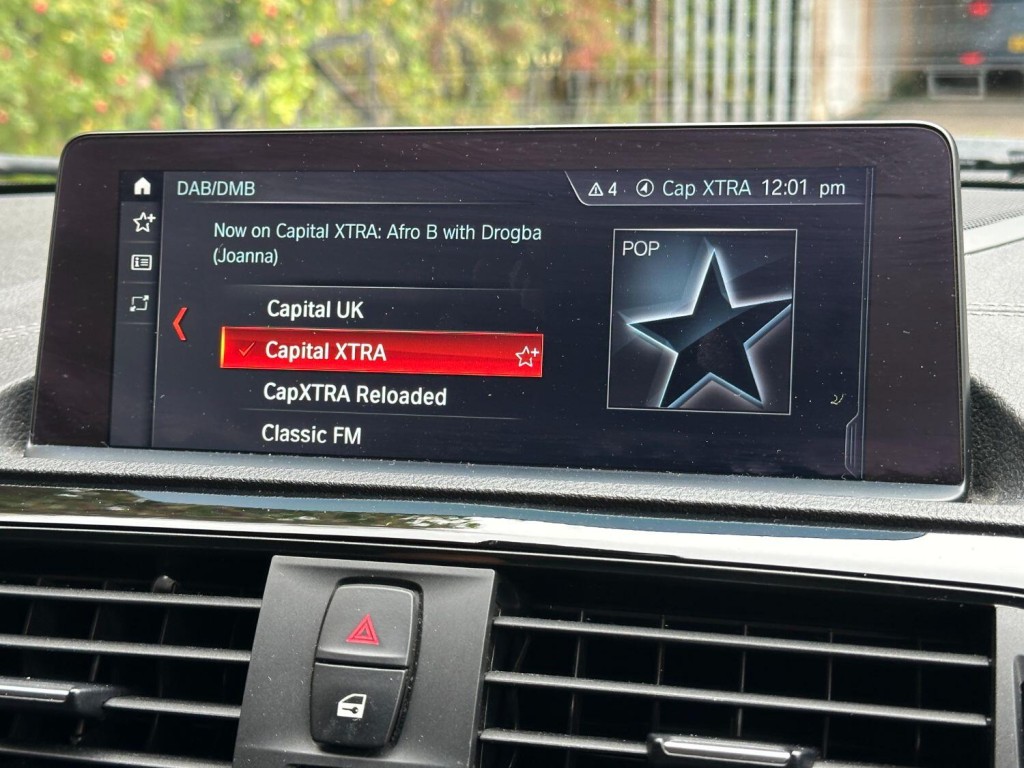 DAB/DMB
4 Cap XTRA 12:01 pm
Now on Capital XTRA: Afro B with Drogba
(Joanna)
POP
Capital UK
Capital XTRA
CapXTRA Reloaded
Classic FM